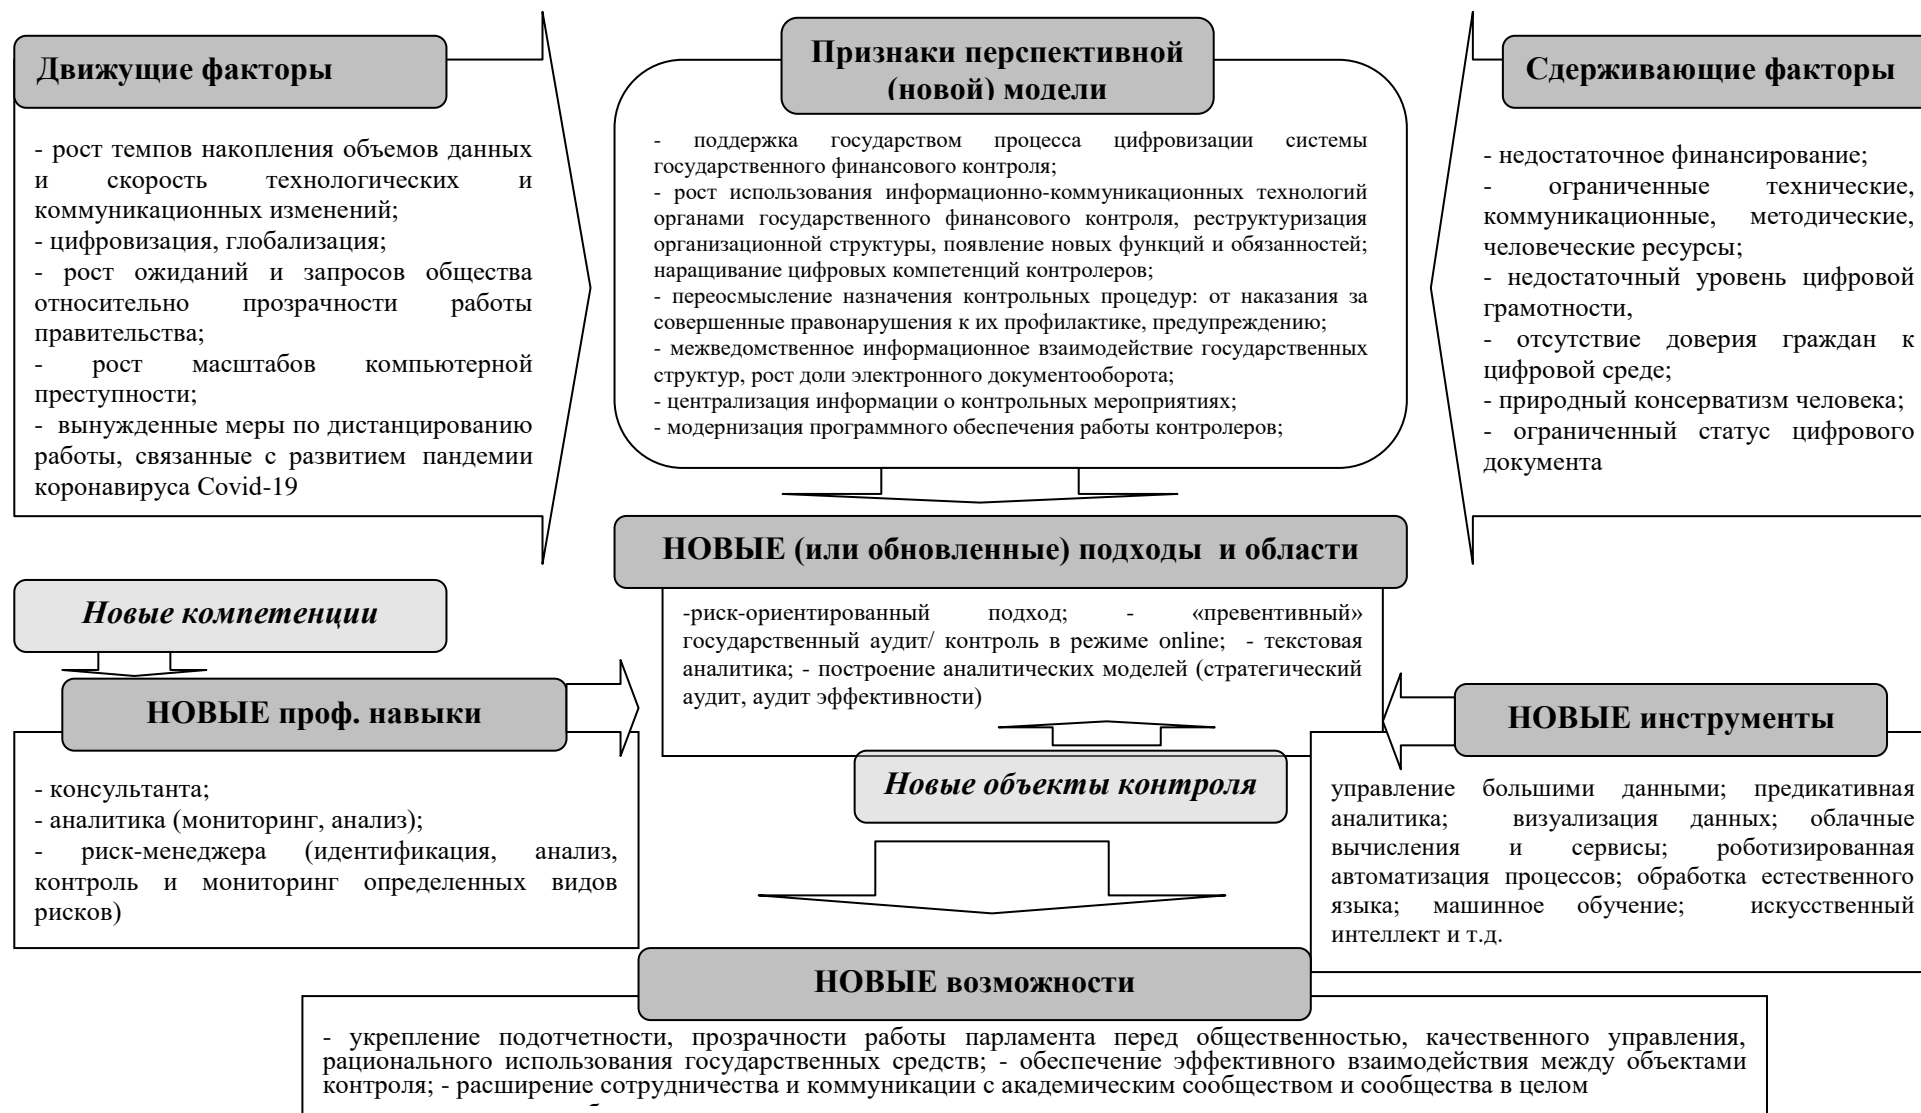 Движущие факторы
- рост темпов накопления объемов данных
и скорость технологических и
коммуникационных изменений;
- цифровизация, глобализация;
- рост ожиданий и запросов общества
относительно прозрачности работы
правительства;
- рост масштабов компьютерной
преступности;
- вынужденные меры по дистанцированию
работы, связанные с развитием пандемии
коронавируса Covid-19
Признаки перспективной
(новой) модели
- поддержка государством процесса цифровизации системы
государственного финансового контроля;
- рост использования информационно-коммуникационных технологий
органами государственного финансового контроля, реструктуризация
организационной структуры, появление новых функций и обязанностей;
наращивание цифровых компетенций контролеров;
- переосмысление назначения контрольных процедур: от наказания за
совершенные правонарушения к их профилактике, предупреждению;
- межведомственное информационное взаимодействие государственных
структур, рост доли электронного документооборота;
- централизация информации о контрольных мероприятиях;
- модернизация программного обеспечения работы контролеров;
Сдерживающие факторы
- недостаточное финансирование;
- ограниченные технические,
коммуникационные, методические,
человеческие ресурсы;
- недостаточный уровень цифровой
грамотности,
- отсутствие доверия граждан к
цифровой среде;
- природный консерватизм человека;
- ограниченный статус цифрового
документа
НОВЫЕ (или обновленные) подходы и области
-риск-ориентированный подход; - «превентивный»
государственный аудит/ контроль в режиме online; - текстовая
аналитика; - построение аналитических моделей (стратегический
аудит, аудит эффективности)
Новые компетенции
НОВЫЕ проф. навыки
- консультанта;
- аналитика (мониторинг, анализ);
- риск-менеджера (идентификация, анализ,
контроль и мониторинг определенных видов
рисков)
Новые объекты контроля
НОВЫЕ инструменты
управление большими данными; предикативная
аналитика; визуализация данных; облачные
вычисления и сервисы; роботизированная
автоматизация процессов; обработка естественного
языка; машинное обучение; искусственный
интеллект и т.д.
НОВЫЕ возможности
- укрепление подотчетности, прозрачности работы парламента перед общественностью, качественного управления,
рационального использования государственных средств; - обеспечение эффективного взаимодействия между объектами
контроля; - расширение сотрудничества и коммуникации с академическим сообществом и сообщества в целом